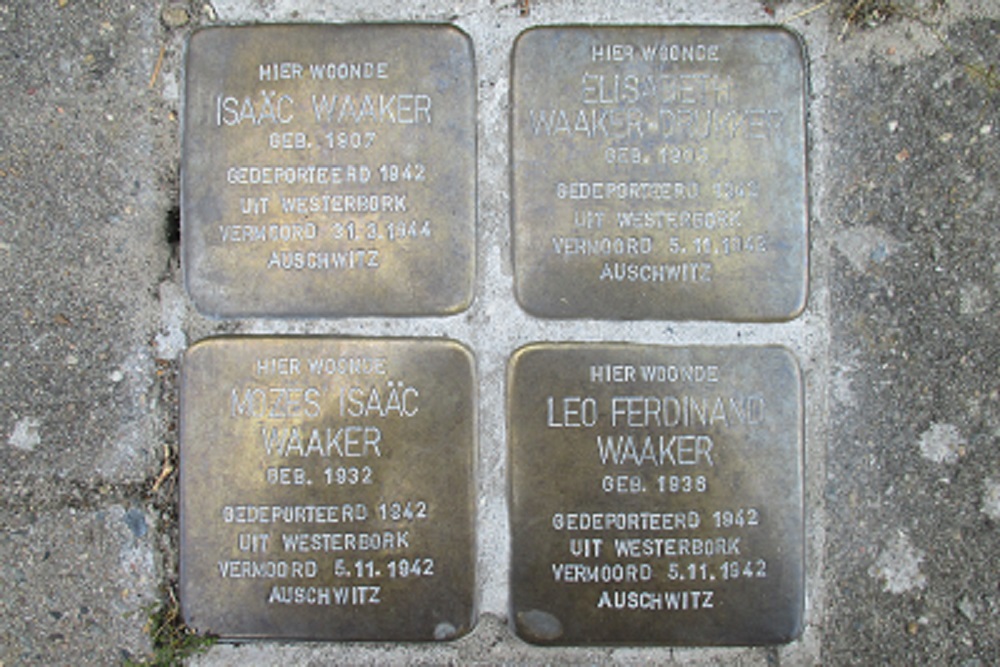 HIER WOONDE
ISAÄC WAAKER
GEB. 1907
GEDEPORTEERD 1942
UIT WESTERBORK
VERMOORD 31.3.1944
AUSCHWITZ
HIER WOONDE
ELISABETH
WAAKER-DRUKKER
GEB.
GEDEPORTEERD 1942
UIT WESTERBORK
VERMOORD 5.11.1942
AUSCHWITZ
HIER WOONDE
MOZES ISAÄC
WAAKER
GEB. 1932
GEDEPORTEERD 1942
UIT WESTERBORK
VERMOORD 5.11.1942
AUSCHWITZ
HIER WOONDE
LEO FERDINAND
WAAKER
GEB. 1936
GEDEPORTEERD 1942
UIT WESTERBORK
VERMOORD 5.11.1942
AUSCHWITZ